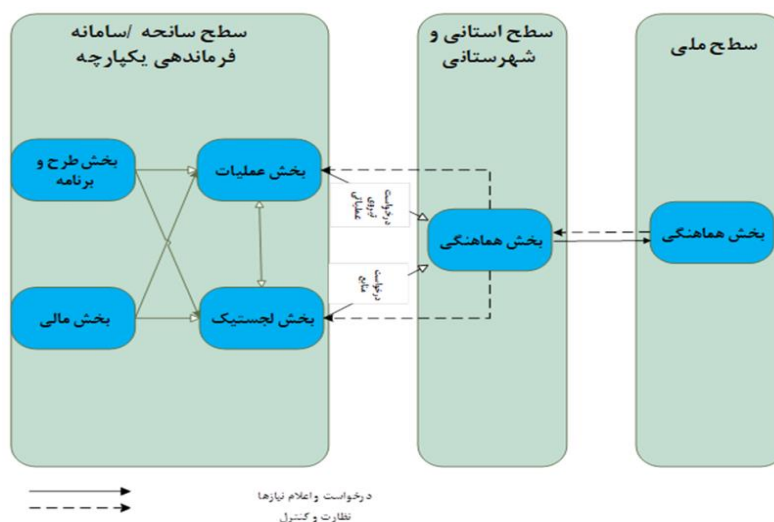 سطح ملی
سطح استانی و
شهرستانی
سطح سانحه /سامانه
فرماندهی یکپارچه
بخش عملیات
بخش طرح و
برنامه
درخواست
نیروی
عملیاتی
بخش هماهنگی
بخش هماهنگی
درخواست
منابع
بخش لجستیک
بخش مالی
درخواست و اعلام نیازها
نظارت و کنترل